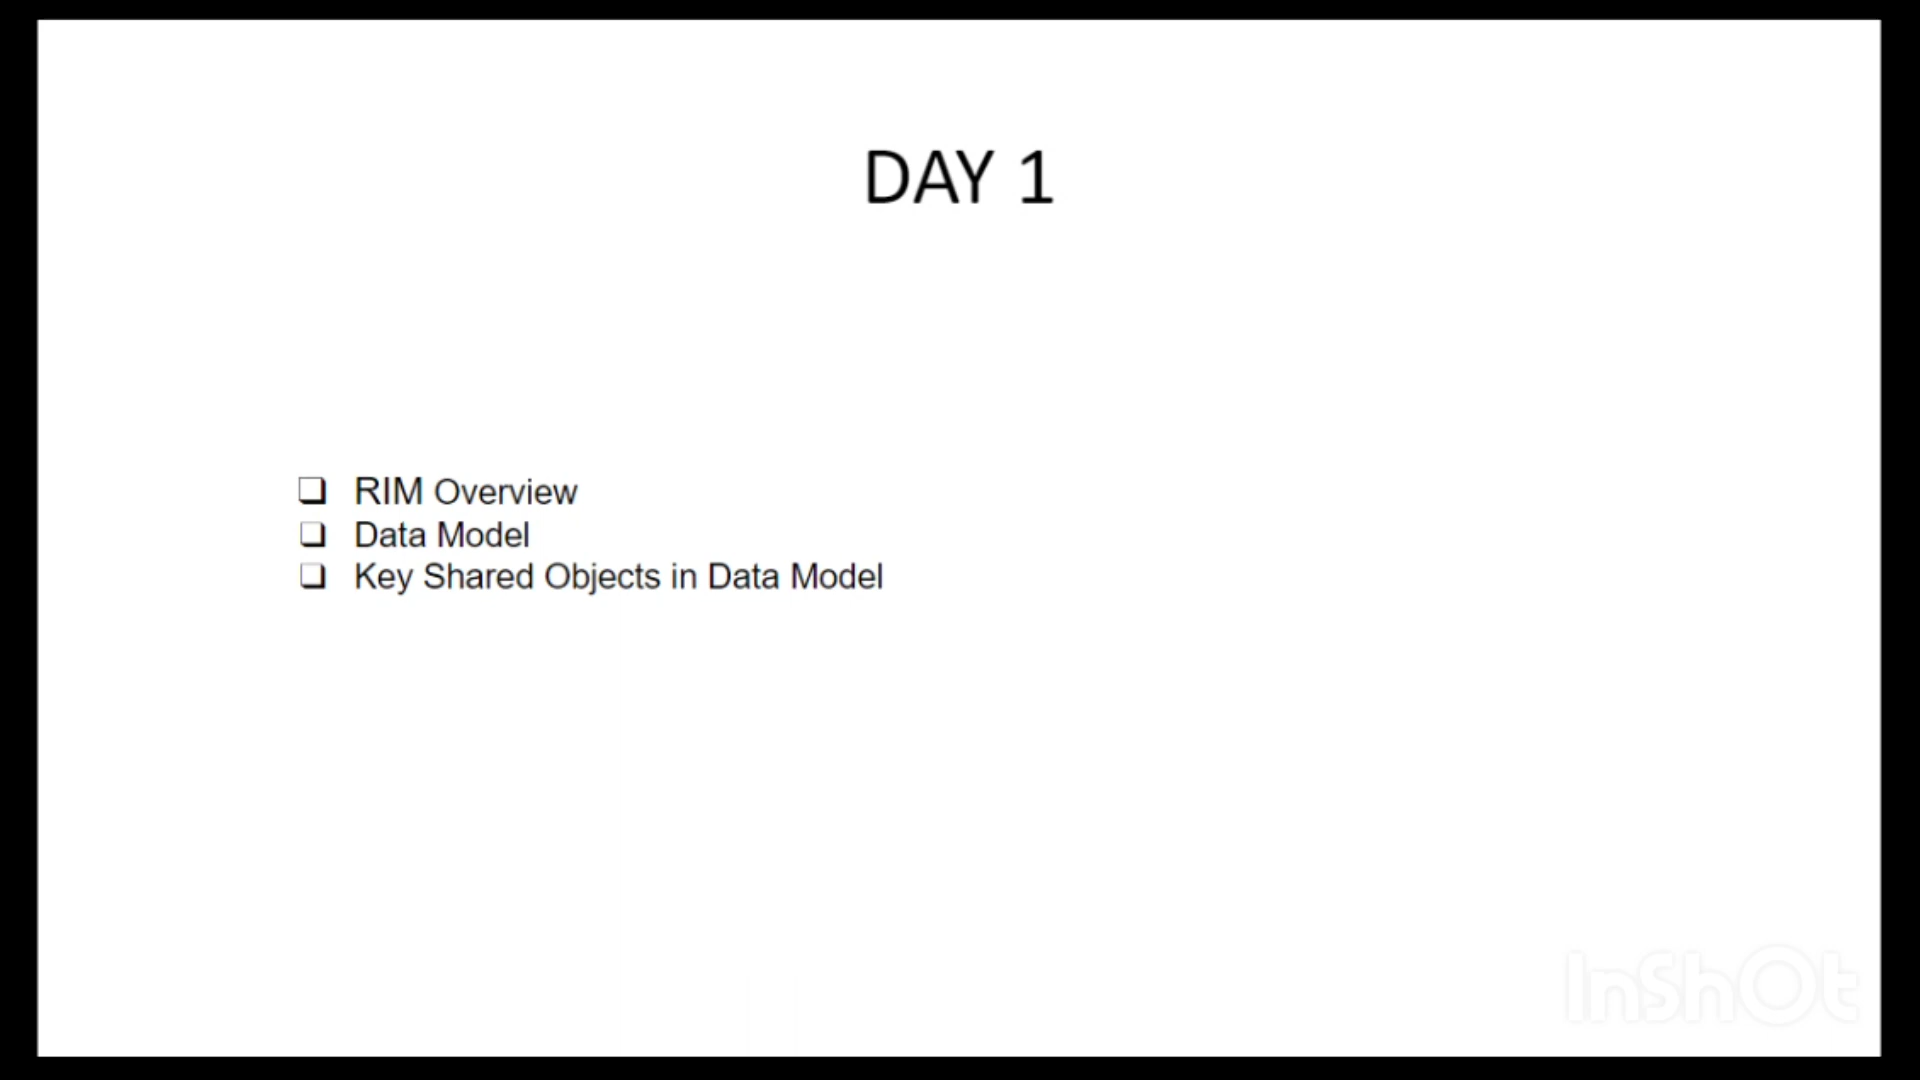 DAY 1
❑ RIM Overview
❑ Data Model
❑ Key Shared Objects in Data Model
InShOt